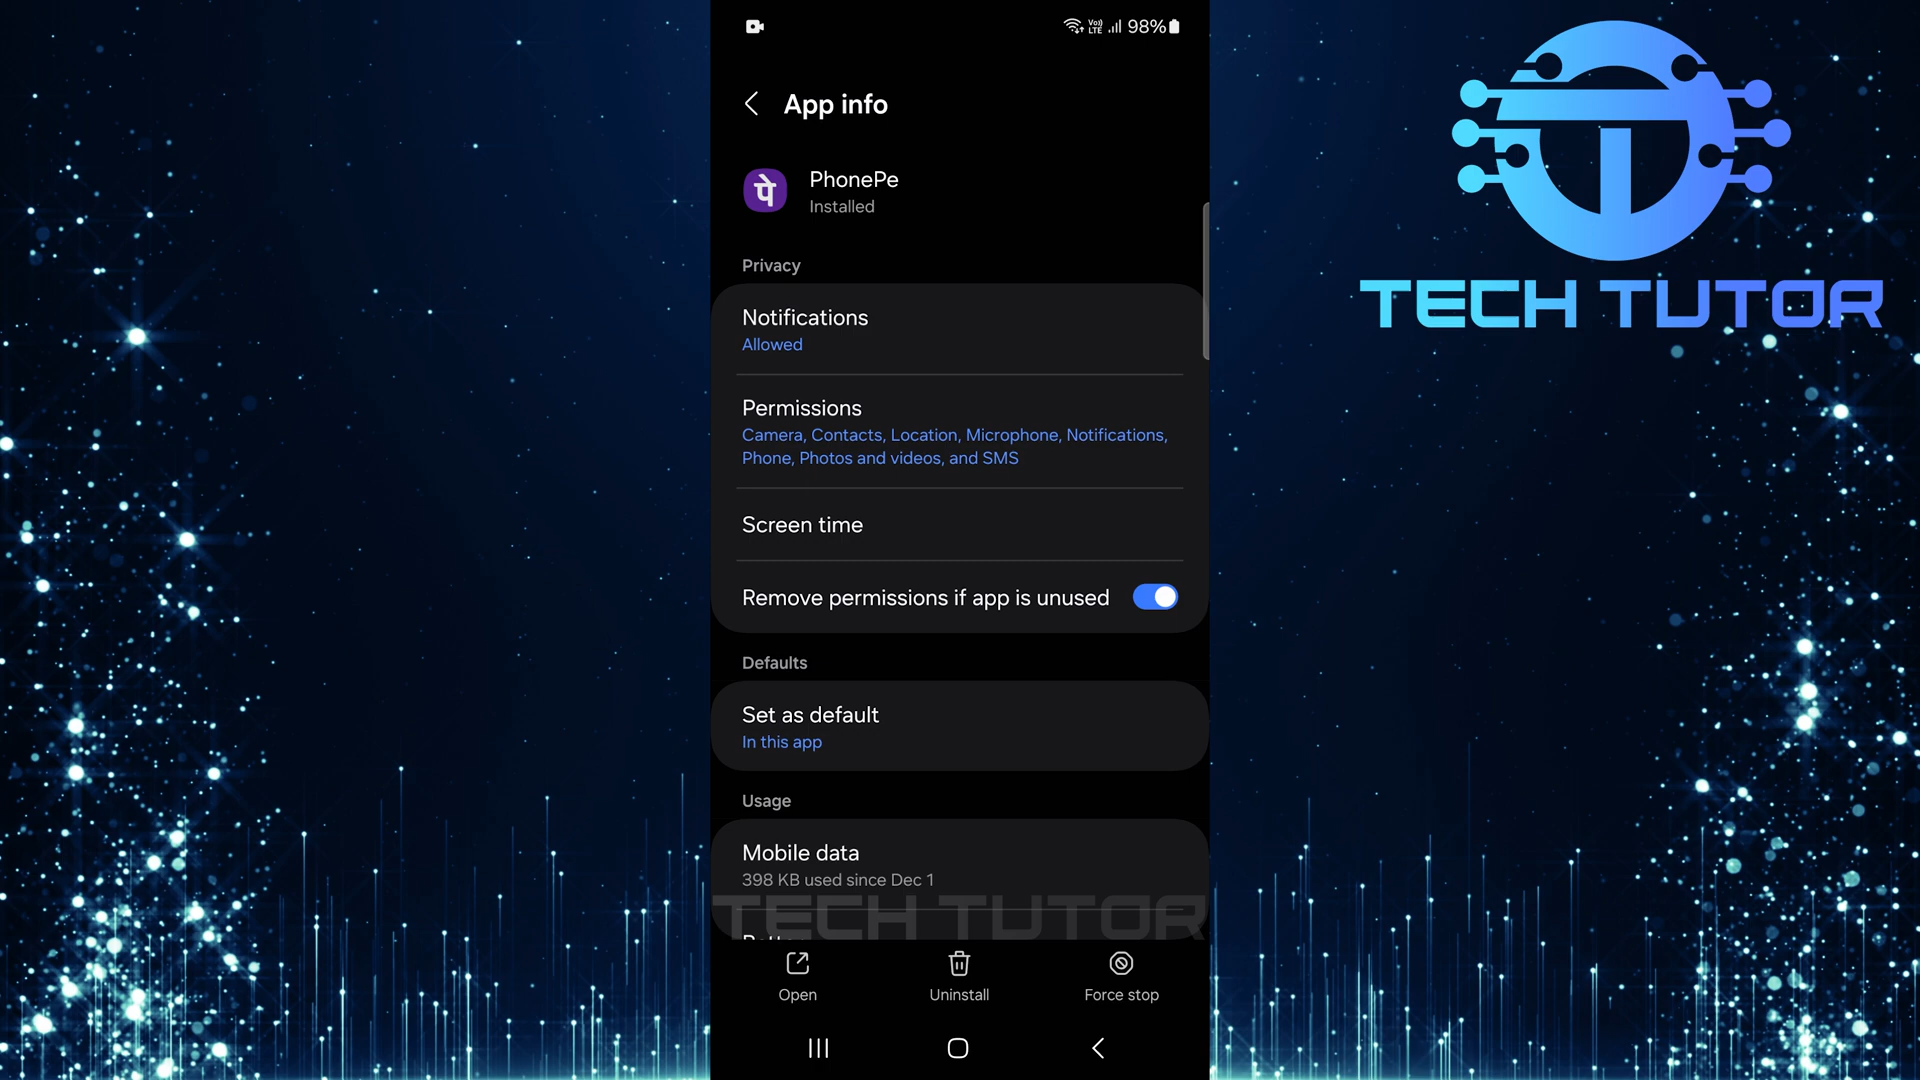 Vo)) LTE 98%
App info
पे
PhonePe
Installed
Privacy
Notifications
Allowed
Permissions
Camera, Contacts, Location, Microphone, Notifications,
Phone, Photos and videos, and SMS
Screen time
Remove permissions if app is unused
Defaults
Set as default
In this app
Usage
Mobile data
398 KB used since Dec 1
TECH TUTOR
Open
Uninstall
Force stop
TECH TUTOR